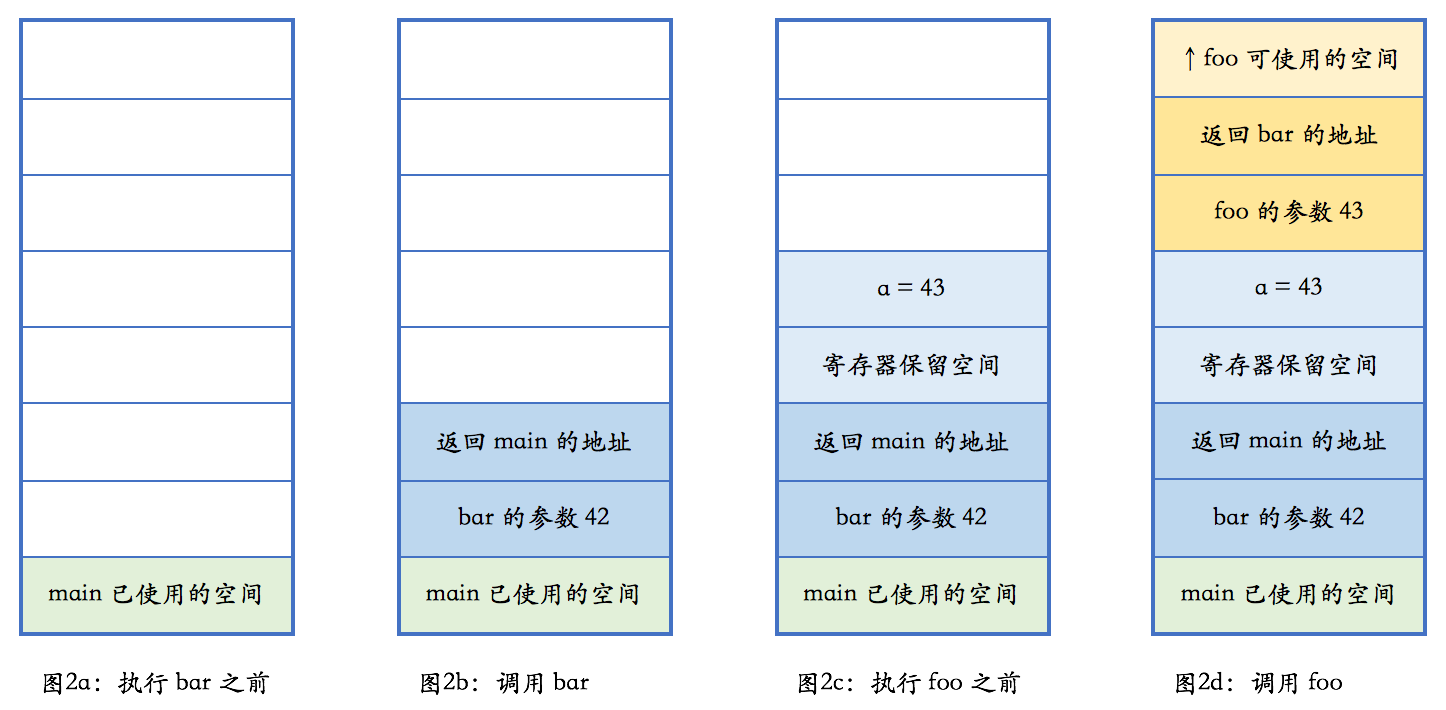 main 已使用的空间
图2a：执行 bar 之前
返回 main 的地址
bar 的参数 42
main 已使用的空间
图2b：调用 bar
a = 43
寄存器保留空间
返回 main 的地址
bar 的参数 42
main 已使用的空间
图2c：执行 foo 之前
↑ foo 可使用的空间
返回 bar 的地址
foo 的参数 43
a = 43
寄存器保留空间
返回 main 的地址
bar 的参数 42
main 已使用的空间
图2d：调用 foo